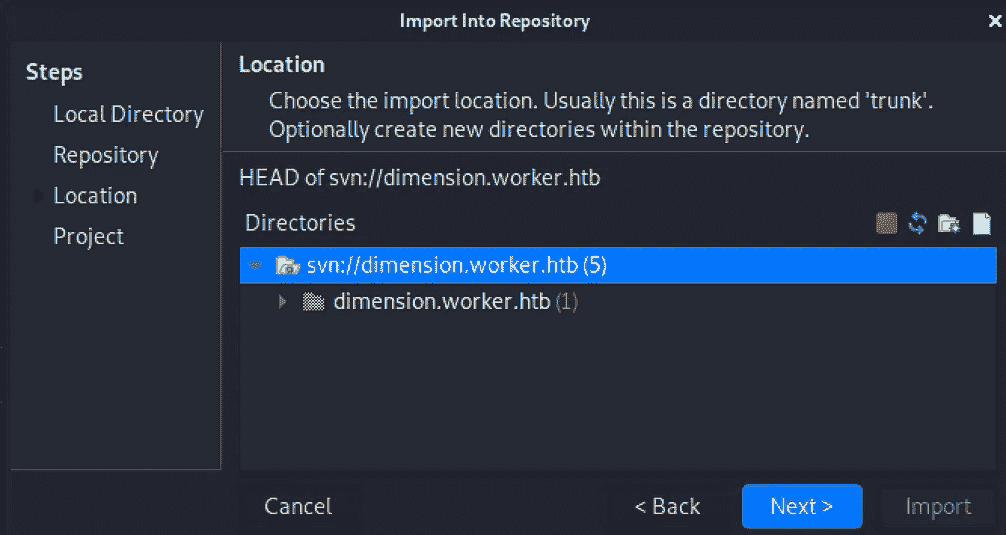 Import Into Repository
Steps
Local Directory
Repository
Location
Project
Location
Choose the import location. Usually this is a directory named 'trunk'.
Optionally create new directories within the repository.
HEAD of svn://dimension.worker.htb
Directories
svn://dimension.worker.htb (5)
dimension.worker.htb (1)
Cancel
< Back
Next >
Import